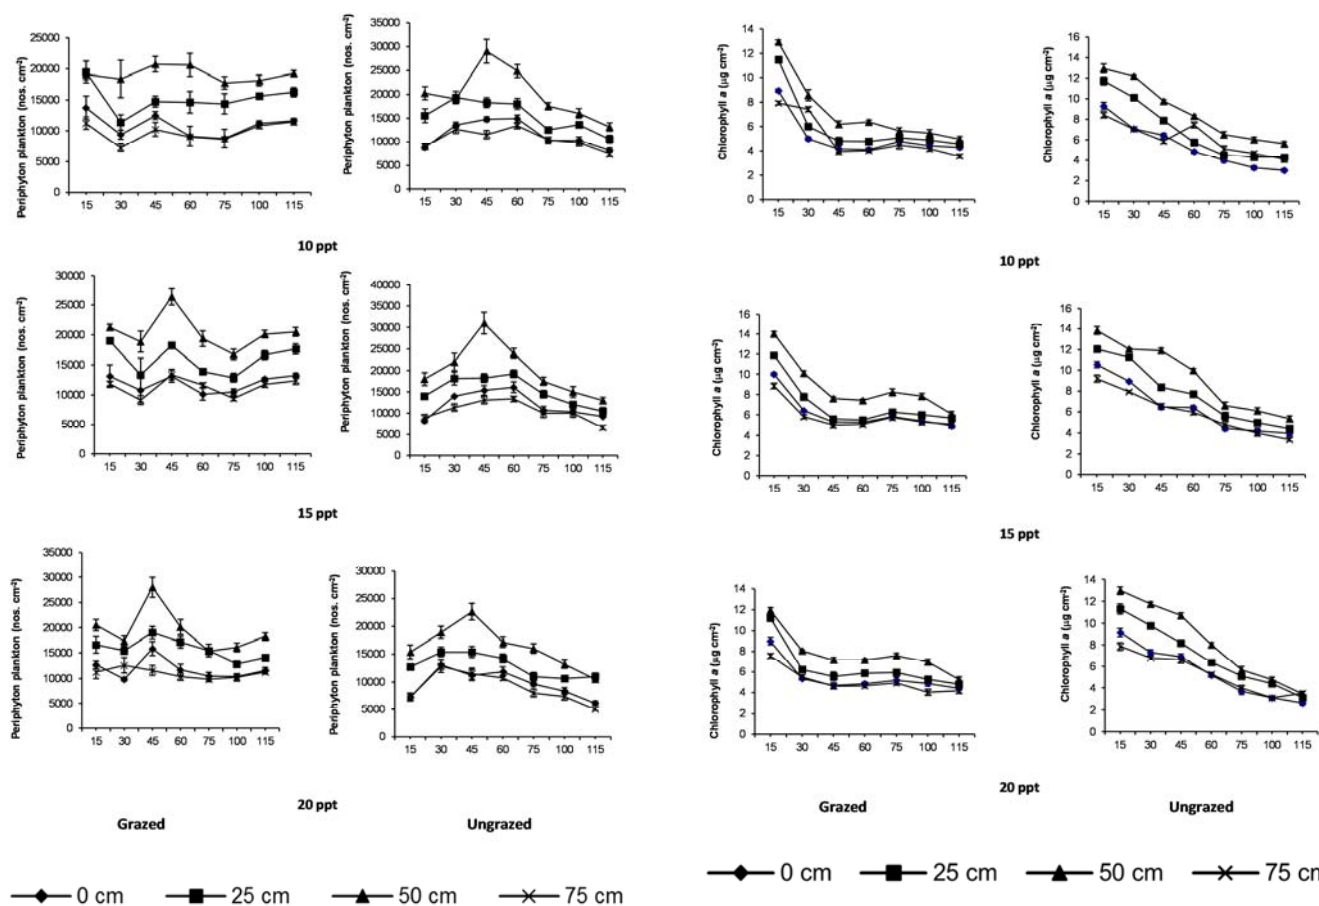 Periphyton plankton (nos. cm⁻²)
25000
20000
15000
10000
5000
0
15 30 45 60 75 100 115
Periphyton plankton (nos. cm⁻²)
35000
30000
25000
20000
15000
10000
5000
0
15 30 45 60 75 100 115
10 ppt
Periphyton plankton (nos. cm⁻²)
30000
25000
20000
15000
10000
5000
0
15 30 45 60 75 100 115
Periphyton plankton (nos. cm⁻²)
40000
35000
30000
25000
20000
15000
10000
5000
0
15 30 45 60 75 100 115
15 ppt
Periphyton plankton (nos. cm⁻²)
35000
30000
25000
20000
15000
10000
5000
0
15 30 45 60 75 100 115
Periphyton plankton (nos. cm⁻²)
30000
25000
20000
15000
10000
5000
0
15 30 45 60 75 100 115
20 ppt
Grazed Ungrazed
0 cm 25 cm 50 cm 75 cm
Chlorophyll a (µg cm⁻²)
14
12
10
8
6
4
2
0
15 30 45 60 75 100 115
Chlorophyll a (µg cm⁻²)
16
14
12
10
8
6
4
2
0
15 30 45 60 75 100 115
10 ppt
Chlorophyll a (µg cm⁻²)
16
14
12
10
8
6
4
2
0
15 30 45 60 75 100 115
Chlorophyll a (µg cm⁻²)
16
14
12
10
8
6
4
2
0
15 30 45 60 75 100 115
15 ppt
Chlorophyll a (µg cm⁻²)
14
12
10
8
6
4
2
0
15 30 45 60 75 100 115
Chlorophyll a (µg cm⁻²)
14
12
10
8
6
4
2
0
15 30 45 60 75 100 115
20 ppt
Grazed Ungrazed
0 cm 25 cm 50 cm 75 cm